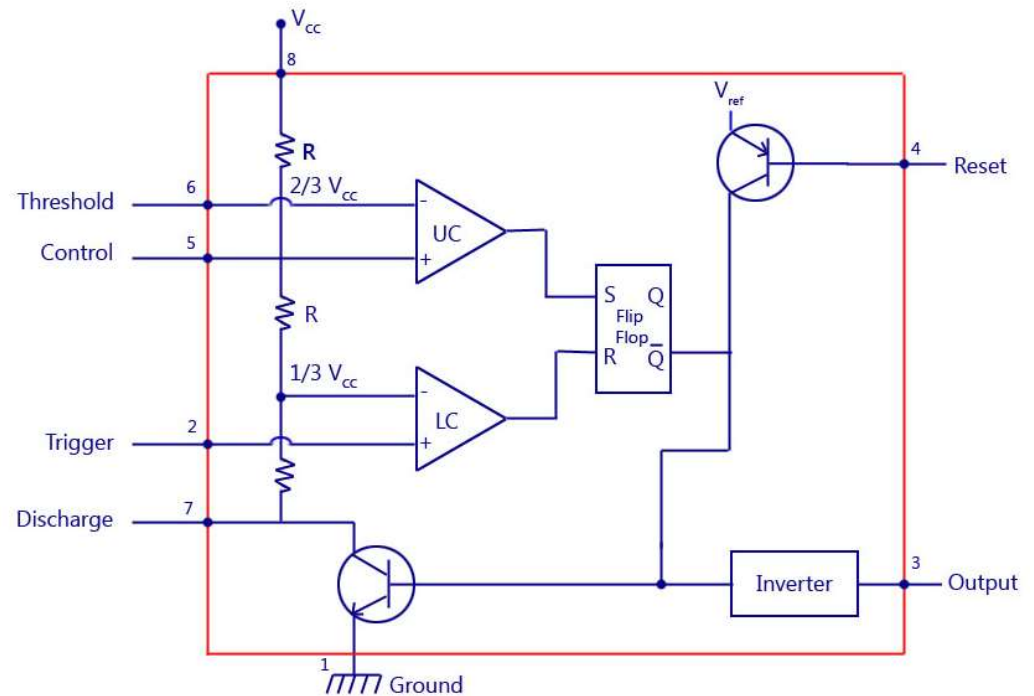 Vcc
8
R
Vref
4
Reset
6
Threshold
2/3 Vcc
-
UC
5
Control
+
S Q
Flip
Flop
R Q̅
R
1/3 Vcc
-
LC
2
Trigger
+
7
Discharge
Inverter
3
Output
1
Ground